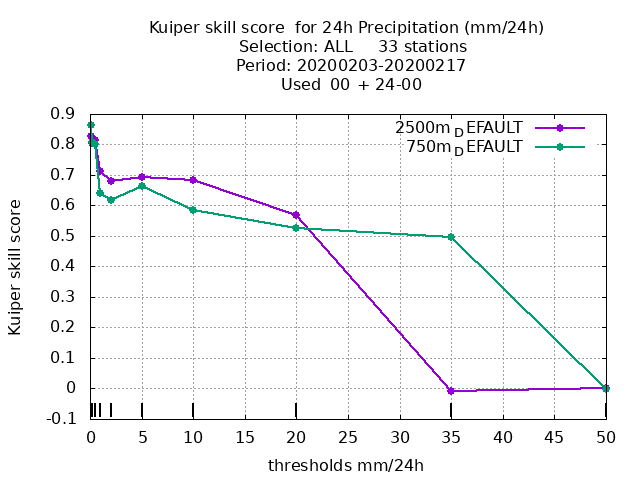 Kuiper skill score  for 24h Precipitation (mm/24h)
Selection: ALL     33 stations
Period: 20200203-20200217
Used  00 + 24-00
2500m_DEFAULT
750m_DEFAULT
0.9
0.8
0.7
0.6
0.5
0.4
0.3
0.2
0.1
0
-0.1
Kuiper skill score
0 5 10 15 20 25 30 35 40 45 50
thresholds mm/24h